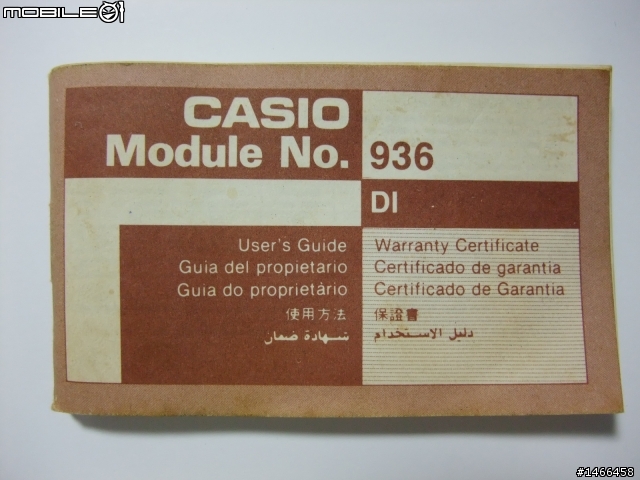 MOBILE01
CASIO
Module No. 936
DI
User's Guide
Guia del propietario
Guia do proprietário
使用方法
شهادة ضمان
Warranty Certificate
Certificado de garantía
Certificado de Garantia
保證書
دليل الاستخدام
#1466458